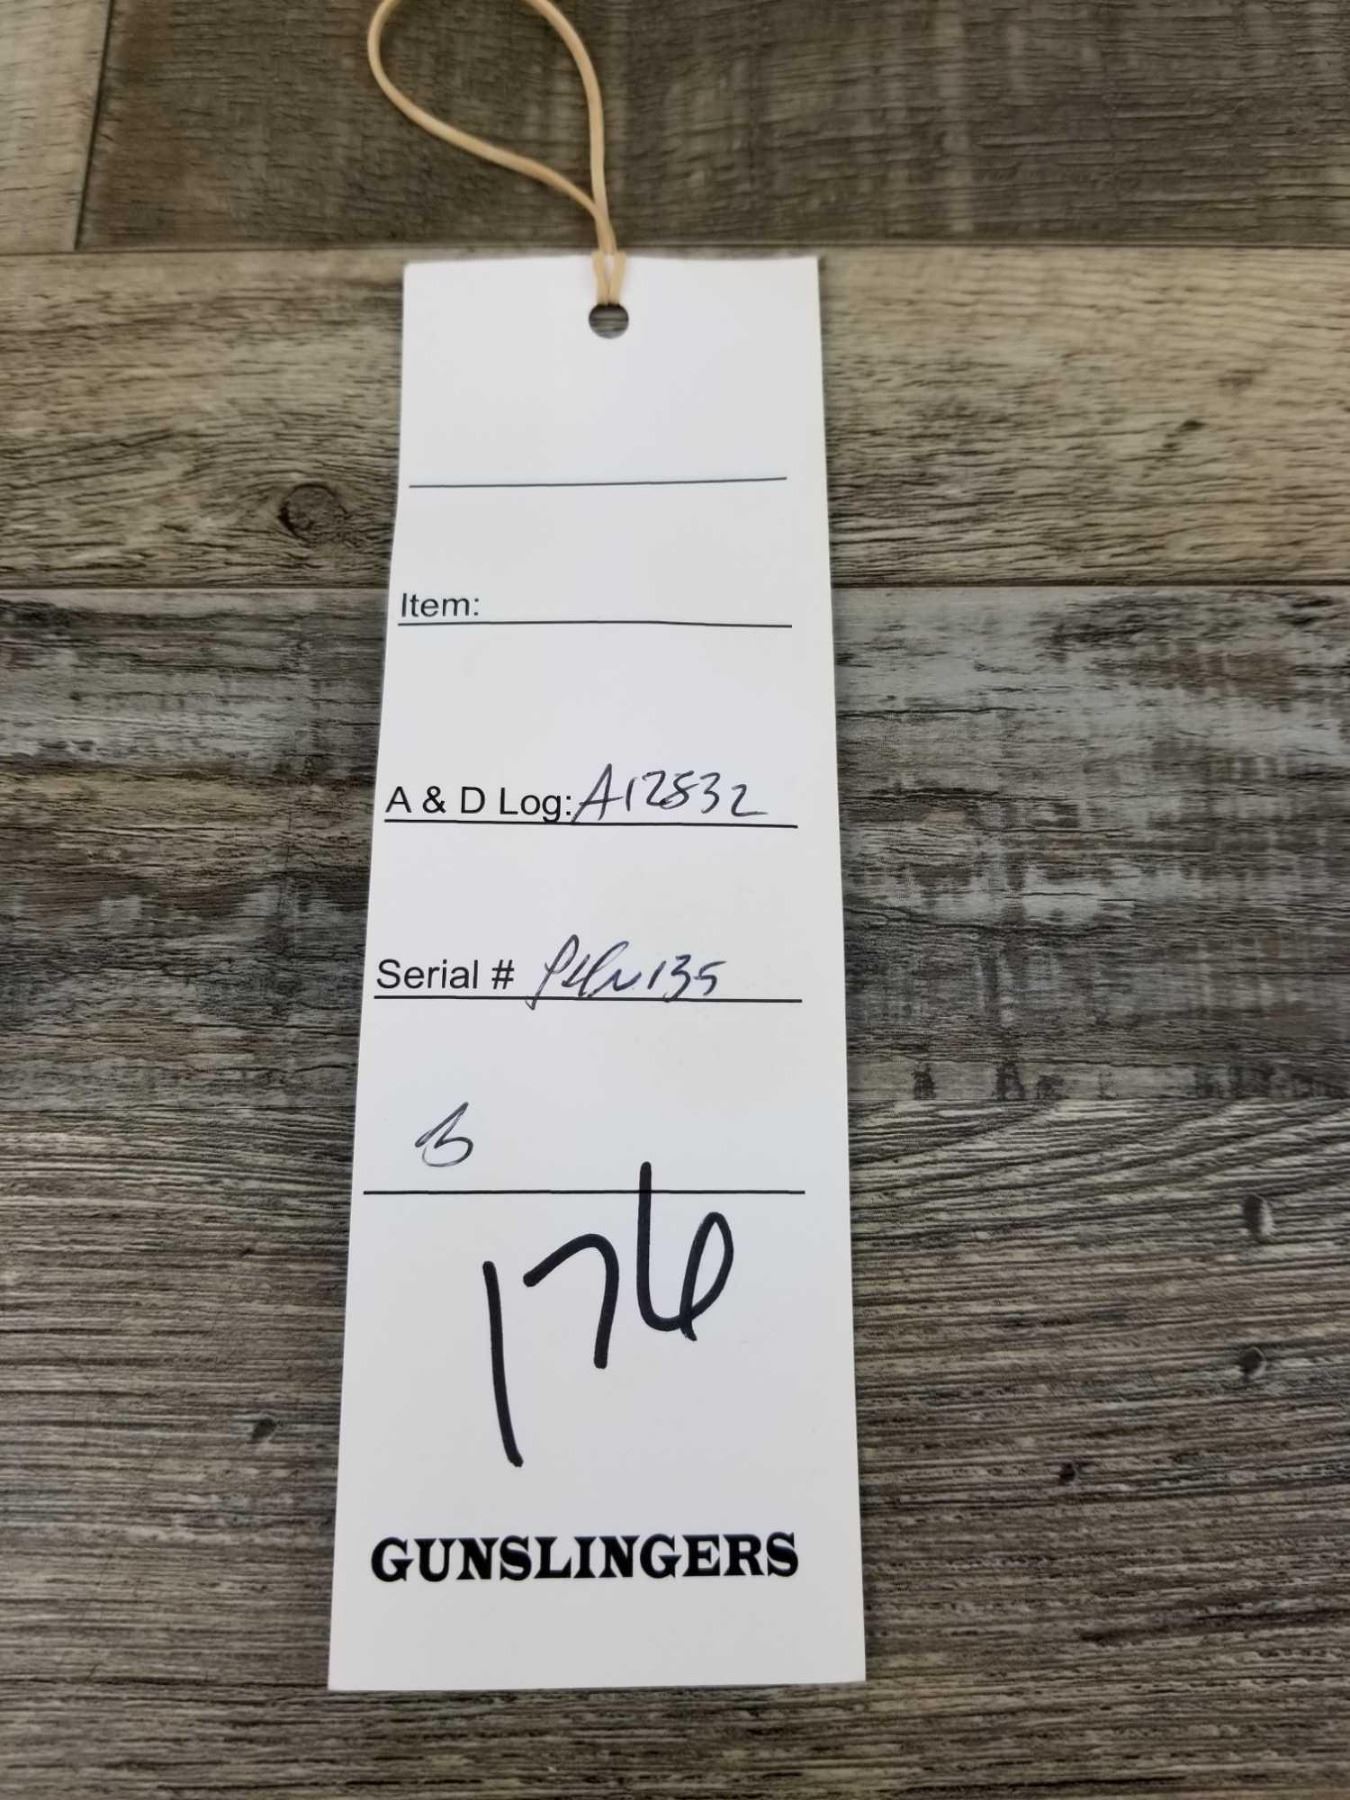 Item:
A & D Log: A12832
Serial #
B
176
GUNSLINGERS